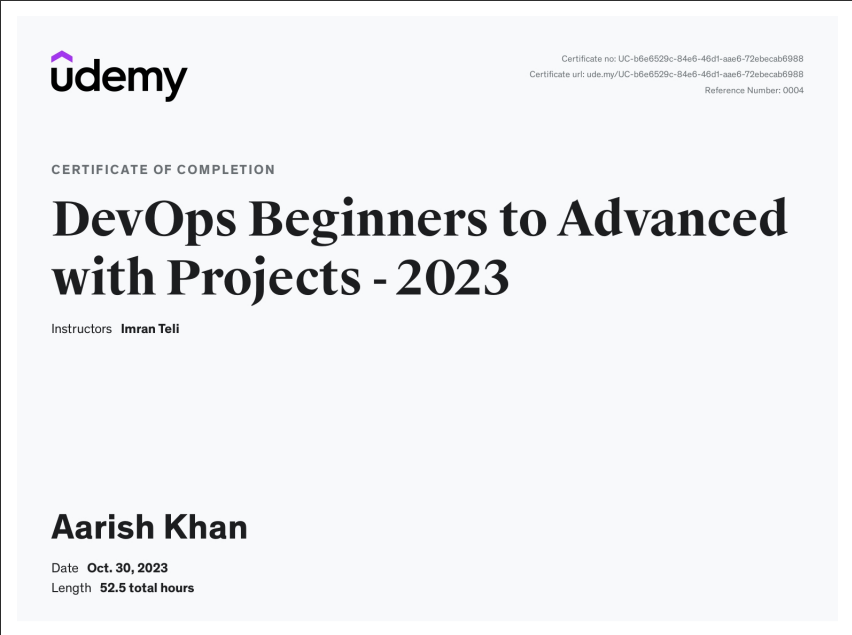 udemy
Certificate no: UC-b6e6529c-84e6-46d1-aae6-72ebecab6988
Certificate url: ude.my/UC-b6e6529c-84e6-46d1-aae6-72ebecab6988
Reference Number: 0004
CERTIFICATE OF COMPLETION
DevOps Beginners to Advanced
with Projects - 2023
Instructors Imran Teli
Aarish Khan
Date Oct. 30, 2023
Length 52.5 total hours